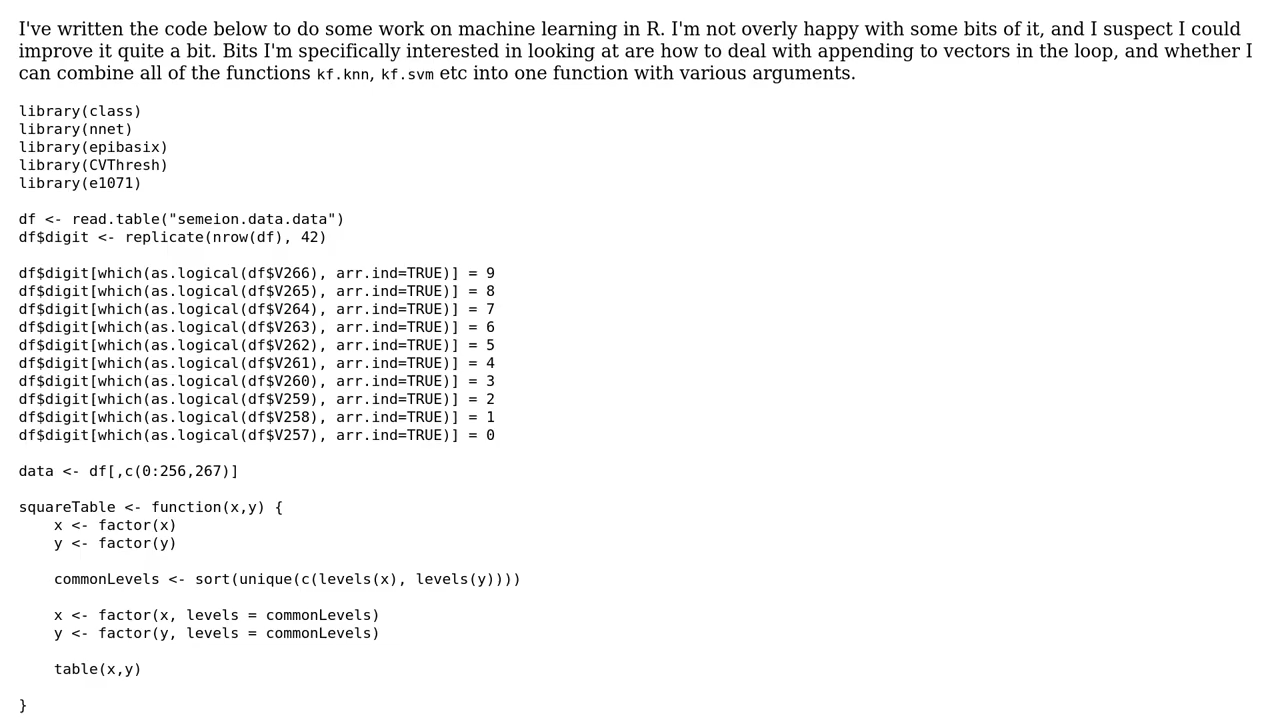 I've written the code below to do some work on machine learning in R. I'm not overly happy with some bits of it, and I suspect I could
improve it quite a bit. Bits I'm specifically interested in looking at are how to deal with appending to vectors in the loop, and whether I
can combine all of the functions kf.knn, kf.svm etc into one function with various arguments.
library(class)
library(nnet)
library(epibasix)
library(CVThresh)
library(e1071)
df <- read.table("semeion.data.data")
df$digit <- replicate(nrow(df), 42)
df$digit[which(as.logical(df$V266), arr.ind=TRUE)] = 9
df$digit[which(as.logical(df$V265), arr.ind=TRUE)] = 8
df$digit[which(as.logical(df$V264), arr.ind=TRUE)] = 7
df$digit[which(as.logical(df$V263), arr.ind=TRUE)] = 6
df$digit[which(as.logical(df$V262), arr.ind=TRUE)] = 5
df$digit[which(as.logical(df$V261), arr.ind=TRUE)] = 4
df$digit[which(as.logical(df$V260), arr.ind=TRUE)] = 3
df$digit[which(as.logical(df$V259), arr.ind=TRUE)] = 2
df$digit[which(as.logical(df$V258), arr.ind=TRUE)] = 1
df$digit[which(as.logical(df$V257), arr.ind=TRUE)] = 0
data <- df[,c(0:256,267)]
squareTable <- function(x,y) {
    x <- factor(x)
    y <- factor(y)
    commonLevels <- sort(unique(c(levels(x), levels(y))))
    x <- factor(x, levels = commonLevels)
    y <- factor(y, levels = commonLevels)
    table(x,y)
}